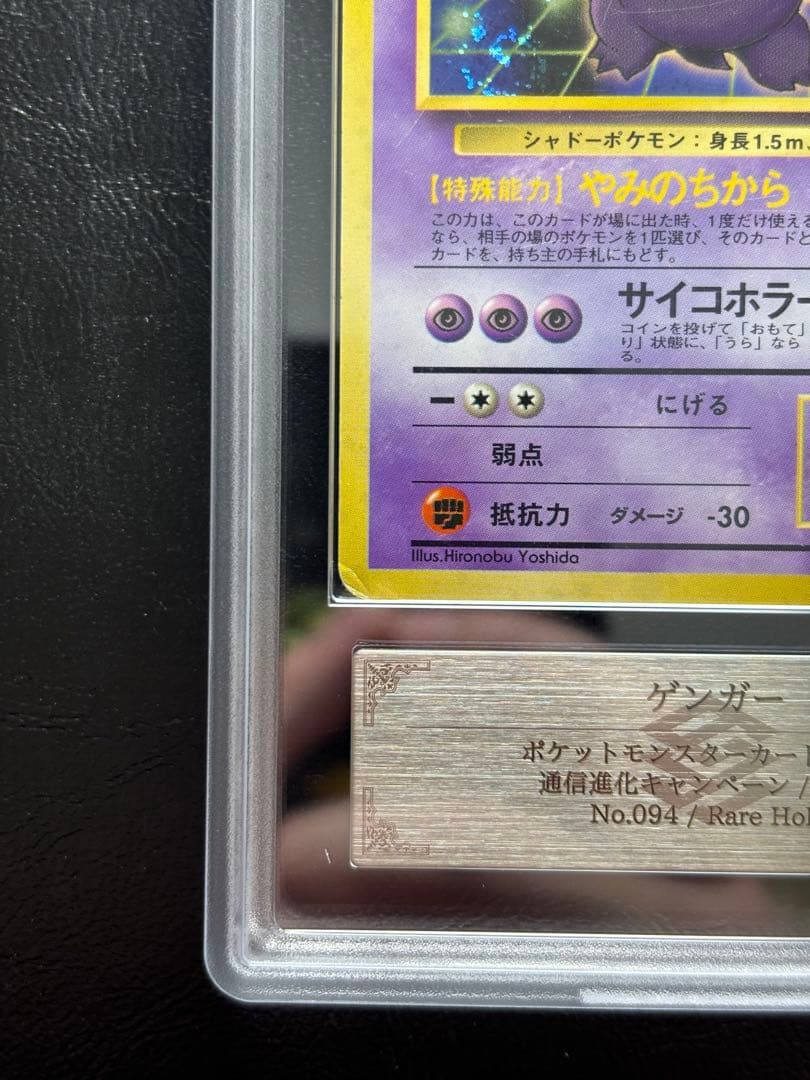 シャドーポケモン：身長1.5m、
【特殊能力】 やみのちから
この力は、このカードが場に出た時、1度だけ使える
なら、相手の場のポケモンを1匹選び、そのカードと
カードを、持ち主の手札にもどす。
サイコホラー
コインを投げて「おもて」
り」状態に、「うら」なら
る。
にげる
弱点
抵抗力 ダメージ -30
Illus.Hironobu Yoshida
ゲンガー
ポケットモンスターカード
通信進化キャンペーン /
No.094 / Rare Hol